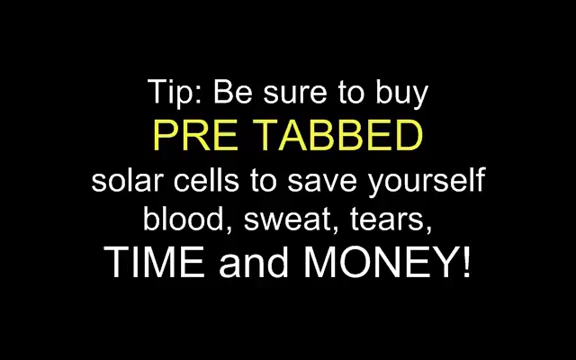 Tip: Be sure to buy
PRE TABBED
solar cells to save yourself
blood, sweat, tears,
TIME and MONEY!